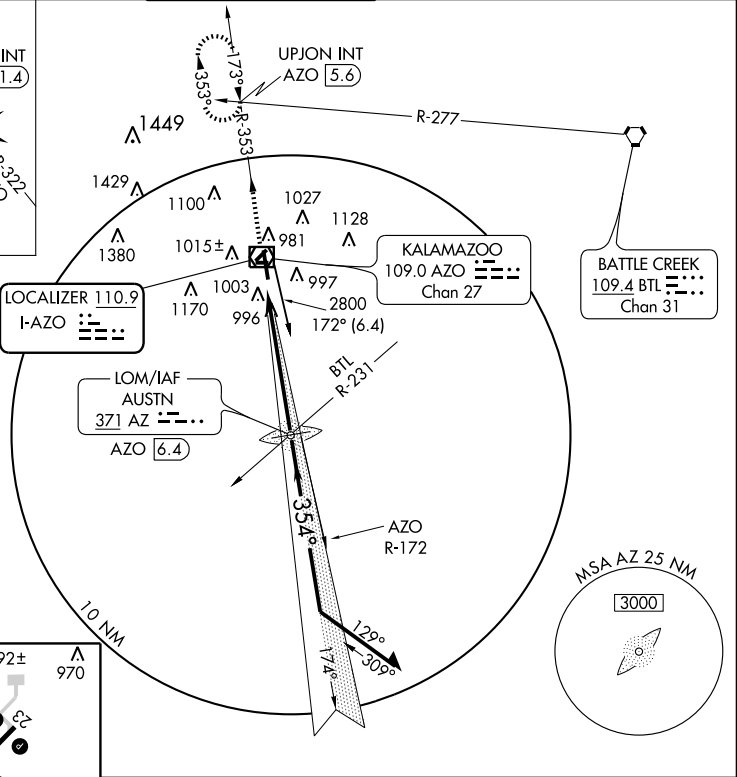 INT
1.4
R-322
O
UPJON INT
AZO 5.6
173°
353°
R-353
R-277
1449
1429
1100
1027
1128
1380
1015±
981
997
1170
1003
996
KALAMAZOO
109.0 AZO
Chan 27
BATTLE CREEK
109.4 BTL
Chan 31
LOCALIZER 110.9
I-AZO
2800
172° (6.4)
LOM/IAF
AUSTN
371 AZ
AZO 6.4
BTL
R-231
354°
AZO
R-172
MSA AZ 25 NM
3000
10 NM
129°
309°
174°
92±
970
23
P